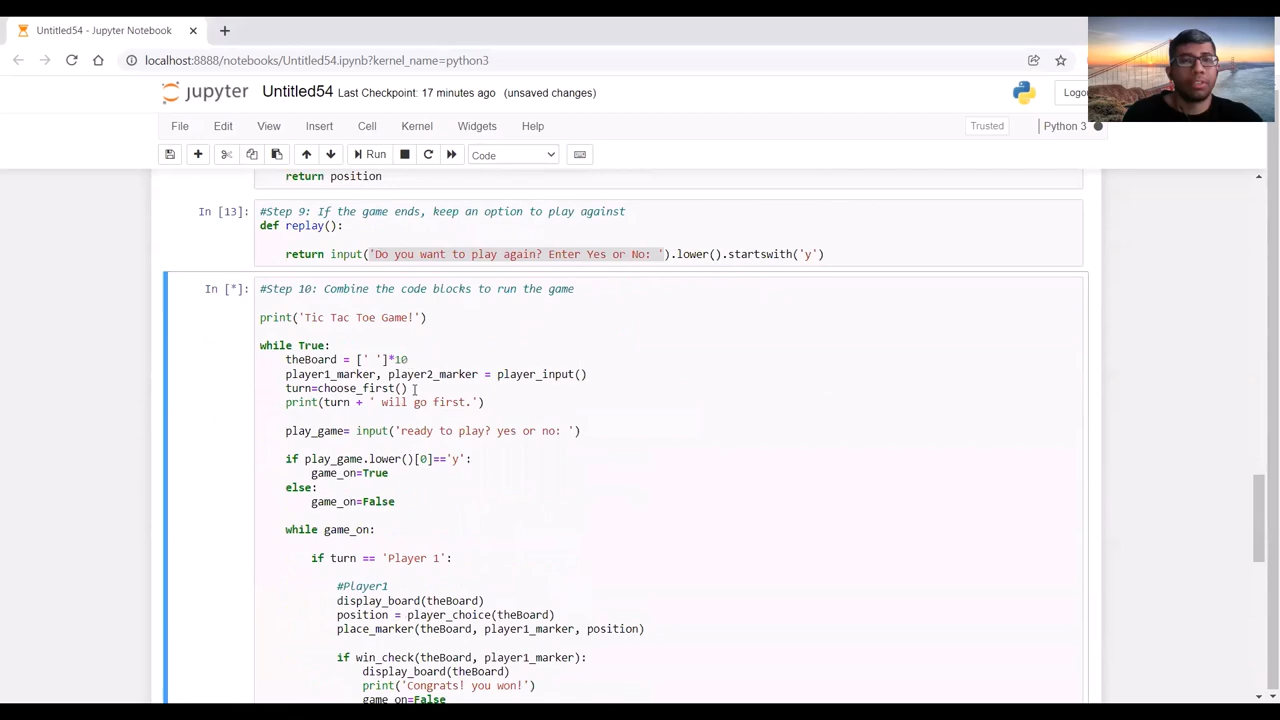 Untitled54 - Jupyter Notebook
localhost:8888/notebooks/Untitled54.ipynb?kernel_name=python3
jupyter Untitled54 Last Checkpoint: 17 minutes ago (unsaved changes)
File Edit View Insert Cell Kernel Widgets Help Trusted Python 3
Run Code
return position
In [13]: #Step 9: If the game ends, keep an option to play against
def replay():
return input('Do you want to play again? Enter Yes or No: ').lower().startswith('y')
In [*]: #Step 10: Combine the code blocks to run the game
print('Tic Tac Toe Game!')
while True:
theBoard = [' ']*10
player1_marker, player2_marker = player_input()
turn=choose_first()
print(turn + ' will go first.')
play_game= input('ready to play? yes or no: ')
if play_game.lower()[0]=='y':
game_on=True
else:
game_on=False
while game_on:
if turn == 'Player 1':
#Player1
display_board(theBoard)
position = player_choice(theBoard)
place_marker(theBoard, player1_marker, position)
if win_check(theBoard, player1_marker):
display_board(theBoard)
print('Congrats! you won!')
game_on=False